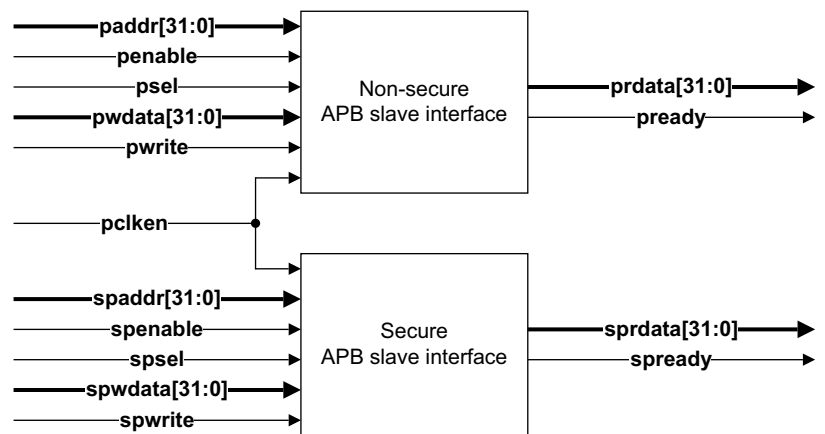 paddr[31:0]
penable
psel
pwdata[31:0]
pwrite
Non-secure
APB slave interface
prdata[31:0]
pready
pclken
spaddr[31:0]
spenable
spsel
spwdata[31:0]
spwrite
Secure
APB slave interface
sprdata[31:0]
spready